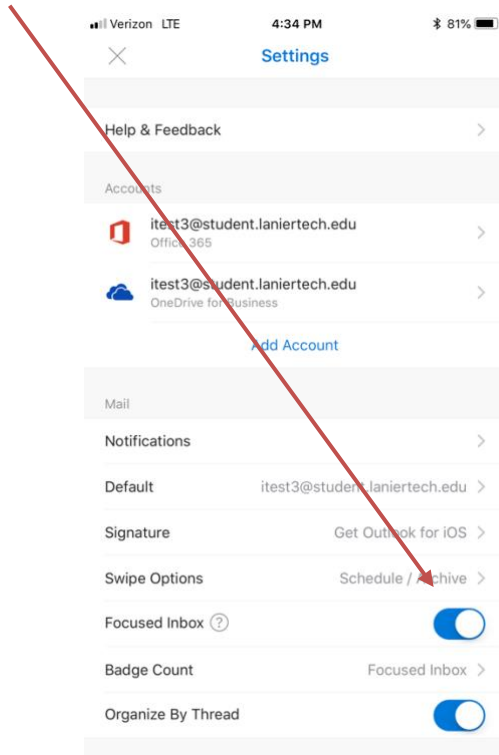 Verizon LTE 4:34 PM 81%
Settings
Help & Feedback
Accounts
itest3@student.laniertech.edu
Office 365
itest3@student.laniertech.edu
OneDrive for Business
Add Account
Mail
Notifications
Default itest3@student.laniertech.edu
Signature Get Outlook for iOS
Swipe Options Schedule / Archive
Focused Inbox ?
Badge Count Focused Inbox
Organize By Thread